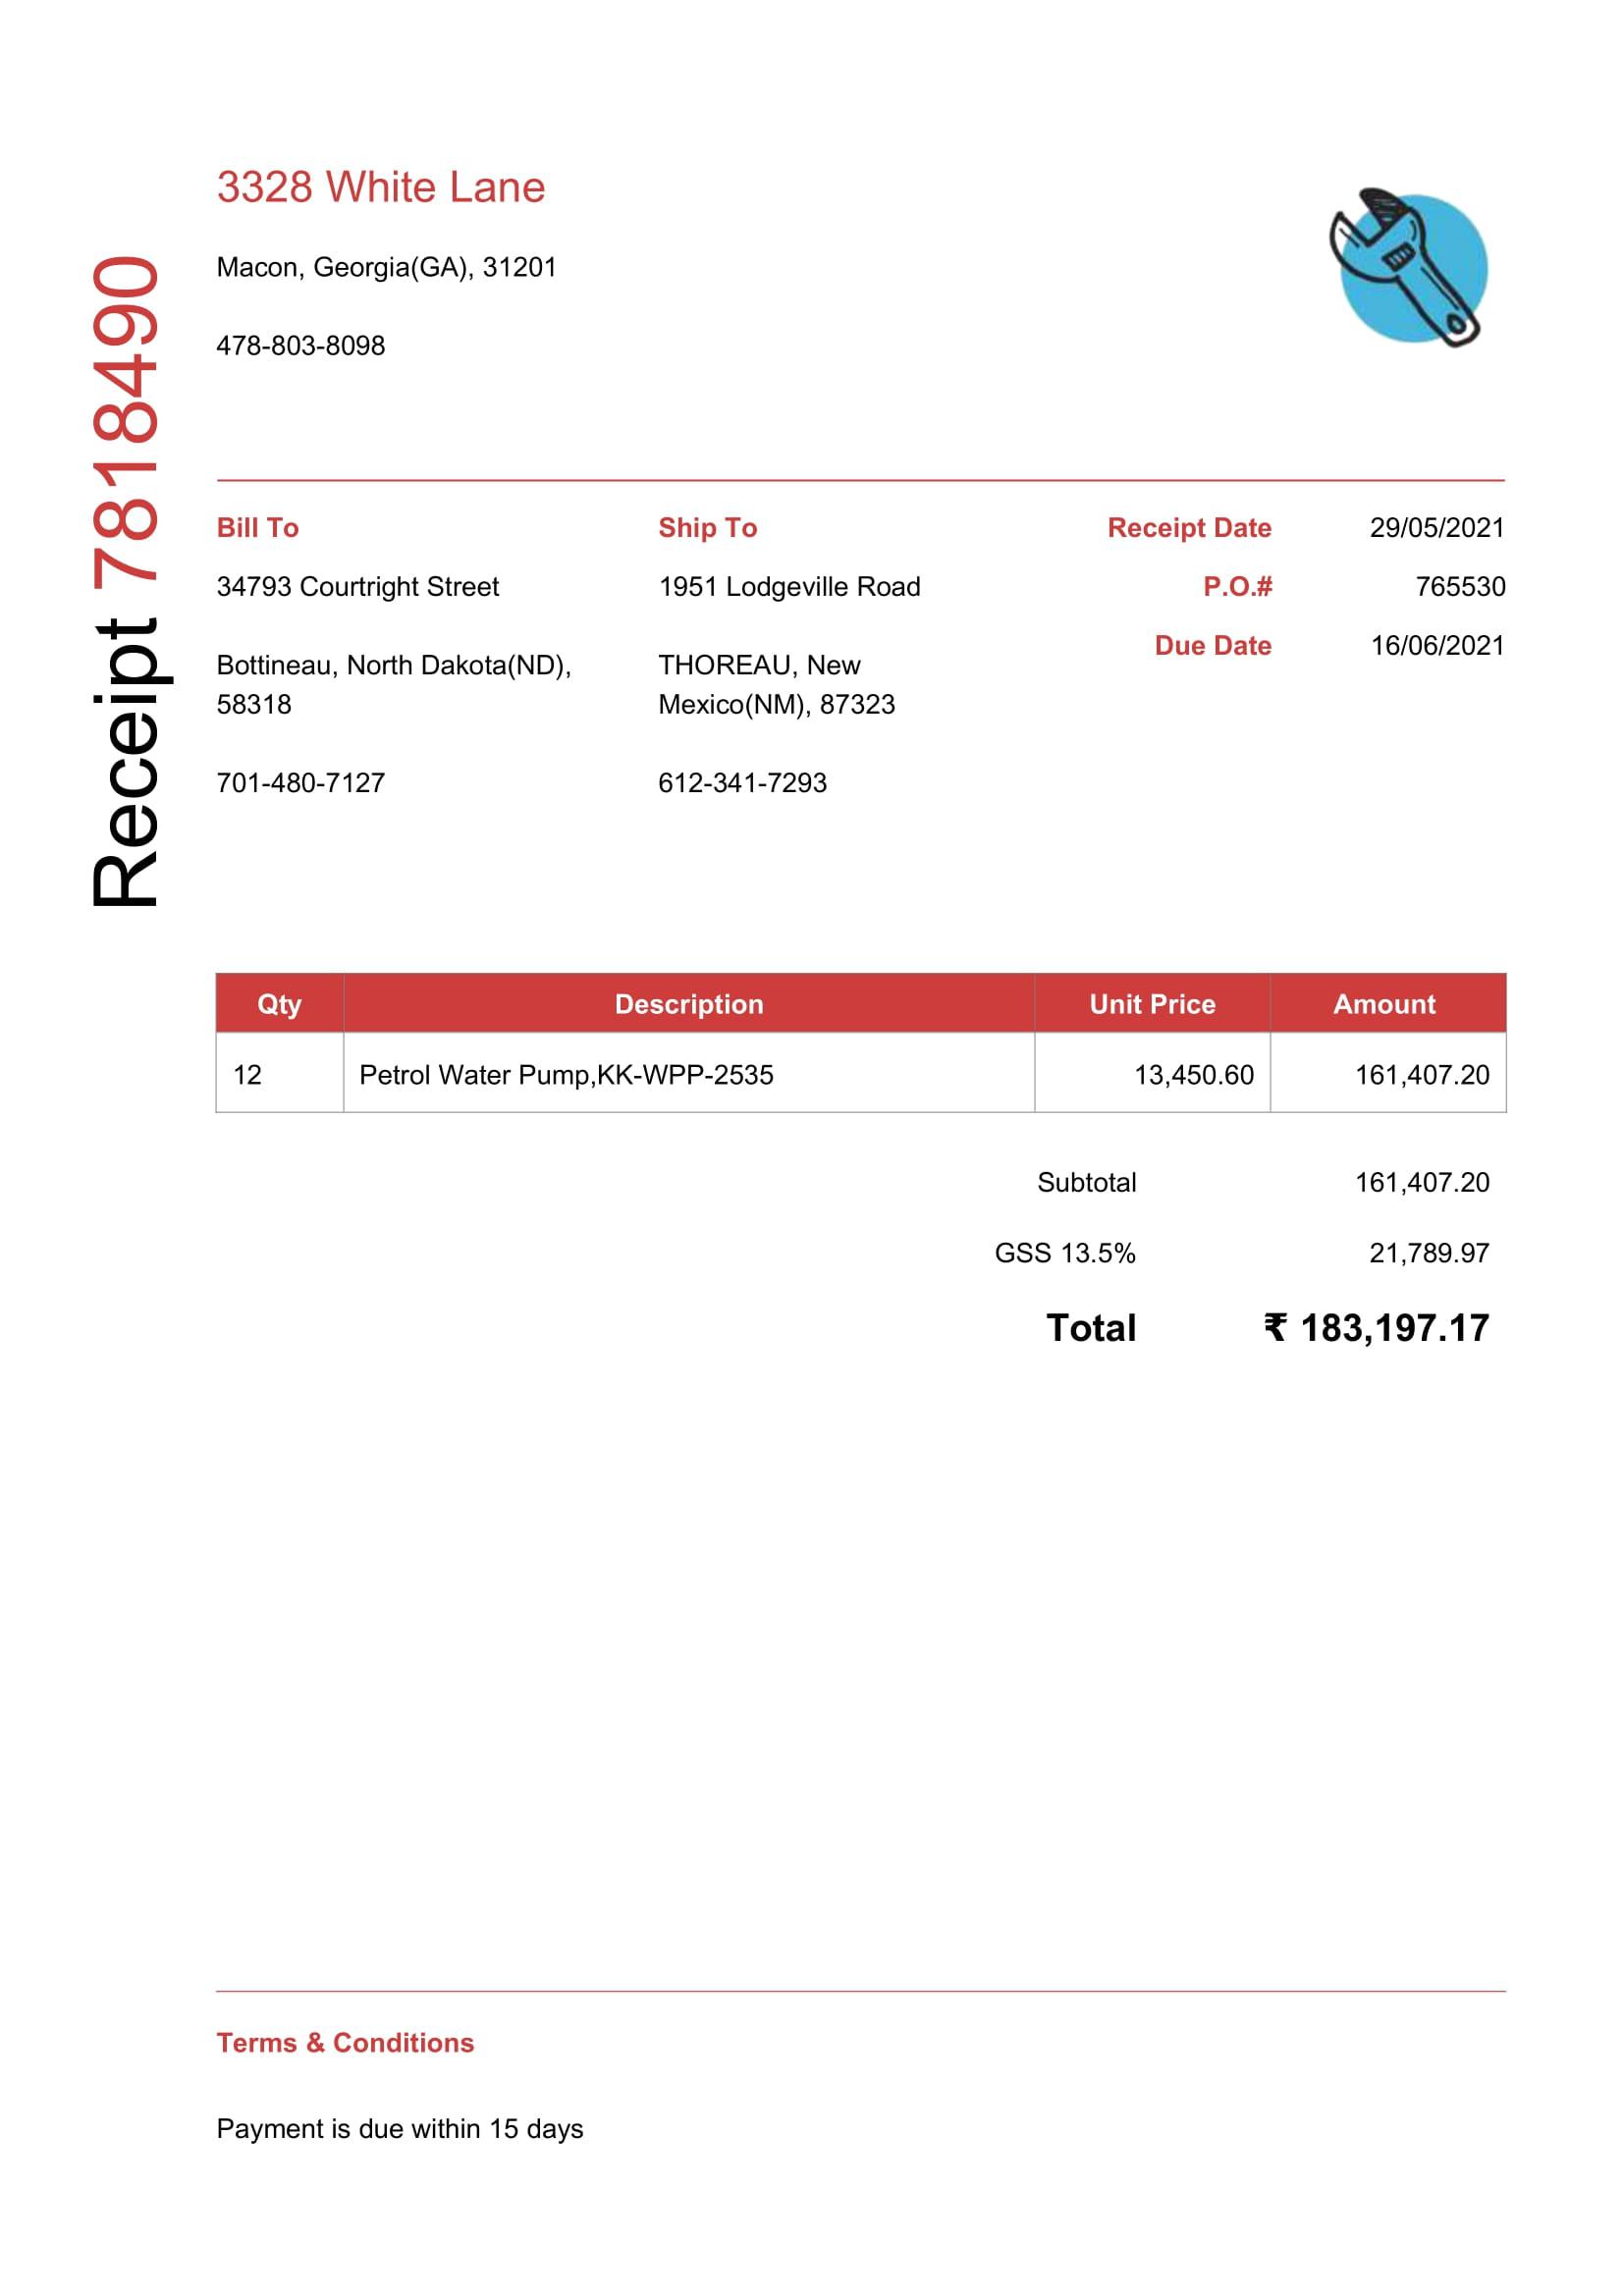 Receipt 7818490
3328 White Lane
Macon, Georgia(GA), 31201
478-803-8098
Bill To
34793 Courtright Street
Bottineau, North Dakota(ND),
58318
701-480-7127
Ship To
1951 Lodgeville Road
THOREAU, New
Mexico(NM), 87323
612-341-7293
Receipt Date 29/05/2021
P.O.# 765530
Due Date 16/06/2021
Qty Description Unit Price Amount
12 Petrol Water Pump,KK-WPP-2535 13,450.60 161,407.20
Subtotal 161,407.20
GSS 13.5% 21,789.97
Total ₹ 183,197.17
Terms & Conditions
Payment is due within 15 days